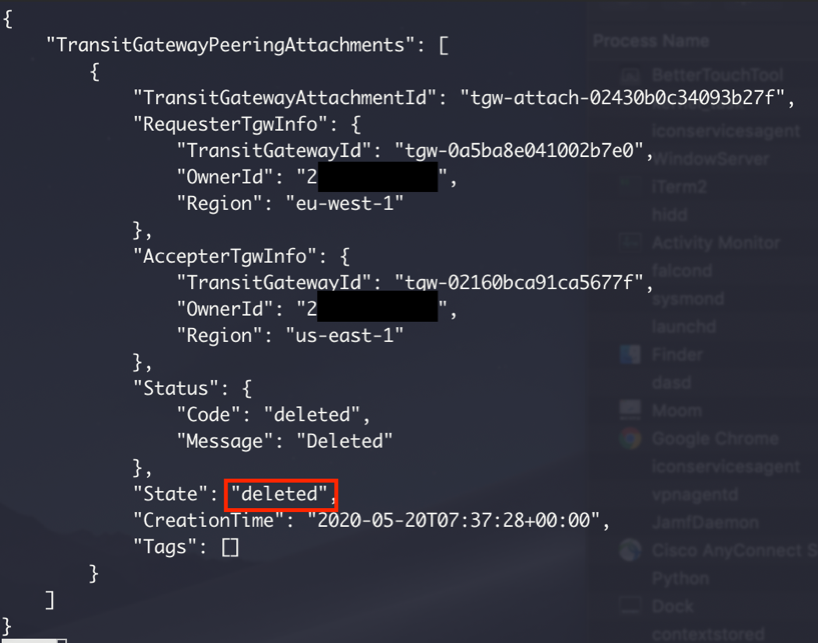 {
"TransitGatewayPeeringAttachments": [
{
"TransitGatewayAttachmentId": "tgw-attach-02430b0c34093b27f",
"RequesterTgwInfo": {
"TransitGatewayId": "tgw-0a5ba8e041002b7e0",
"OwnerId": "2 ",
"Region": "eu-west-1"
},
"AccepterTgwInfo": {
"TransitGatewayId": "tgw-02160bca91ca5677f",
"OwnerId": "2 ",
"Region": "us-east-1"
},
"Status": {
"Code": "deleted",
"Message": "Deleted"
},
"State": "deleted",
"CreationTime": "2020-05-20T07:37:28+00:00",
"Tags": []
}
]
}
Process Name
BetterTouchTool
iconservicesagent
WindowServer
iTerm2
hidd
Activity Monitor
falcond
sysmond
launchd
Finder
dasd
Moom
Google Chrome
iconservicesagent
vpnagentd
JamfDaemon
Cisco AnyConnect S
Python
Dock
contextstored